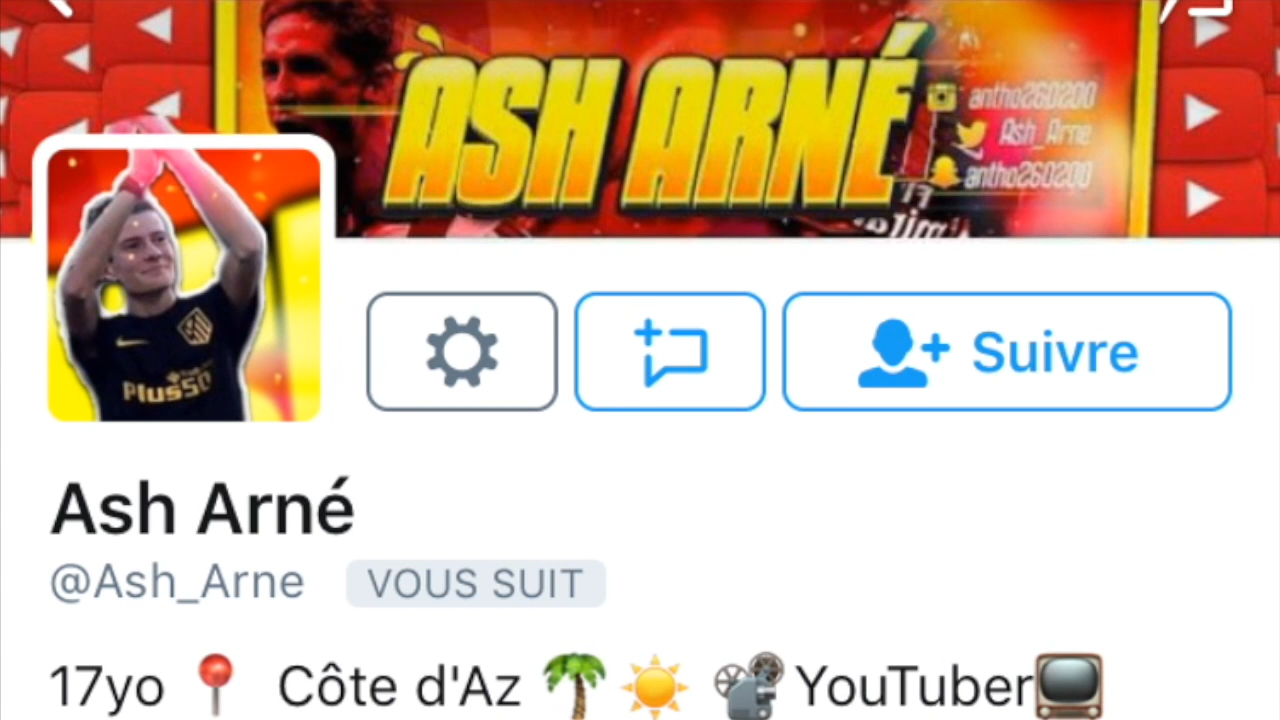 ASH ARNÉ
antho260200
Ash_Arne
antho260200
Plus500
Suivre
Ash Arné
@Ash_Arne VOUS SUIT
17yo 📍 Côte d'Az 🌴 ☀️ 📽️ YouTuber📺